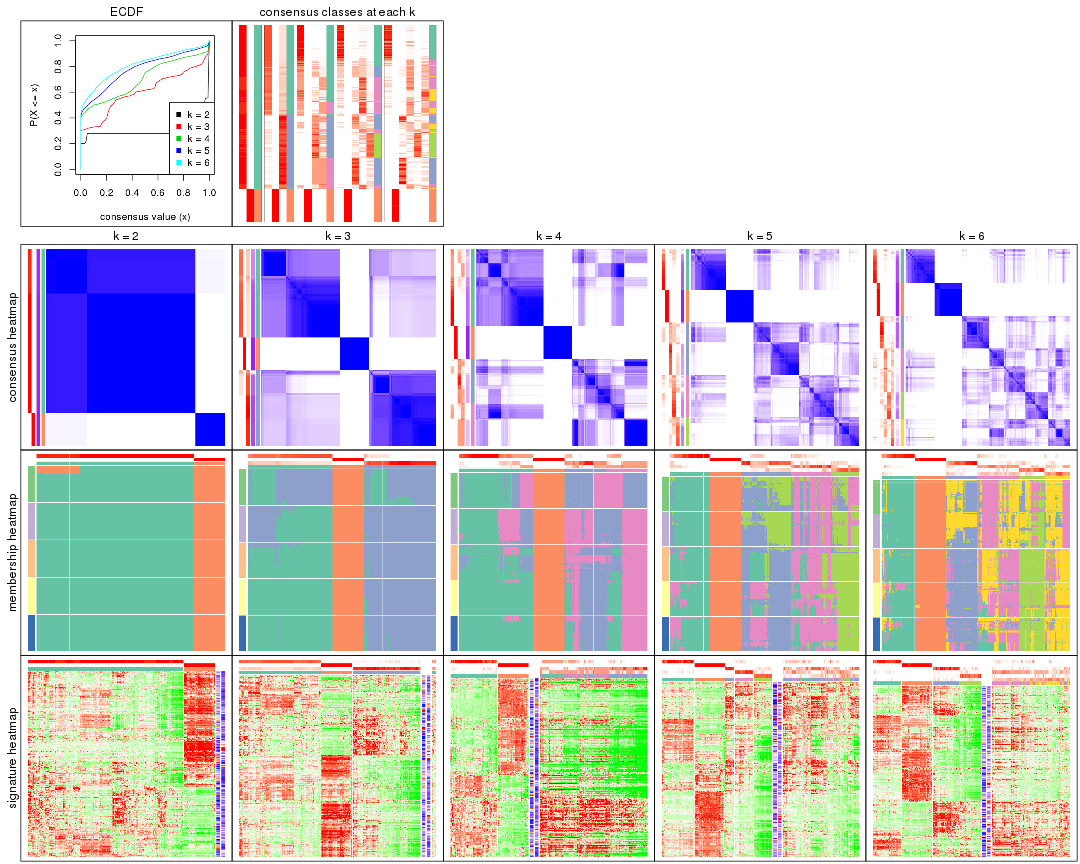 ECDF
consensus classes at each k
P(X <= x)
0.0 0.2 0.4 0.6 0.8 1.0
k = 2
k = 3
k = 4
k = 5
k = 6
0.0 0.2 0.4 0.6 0.8 1.0
consensus value (x)
k = 2 k = 3 k = 4 k = 5 k = 6
consensus heatmap
membership heatmap
signature heatmap